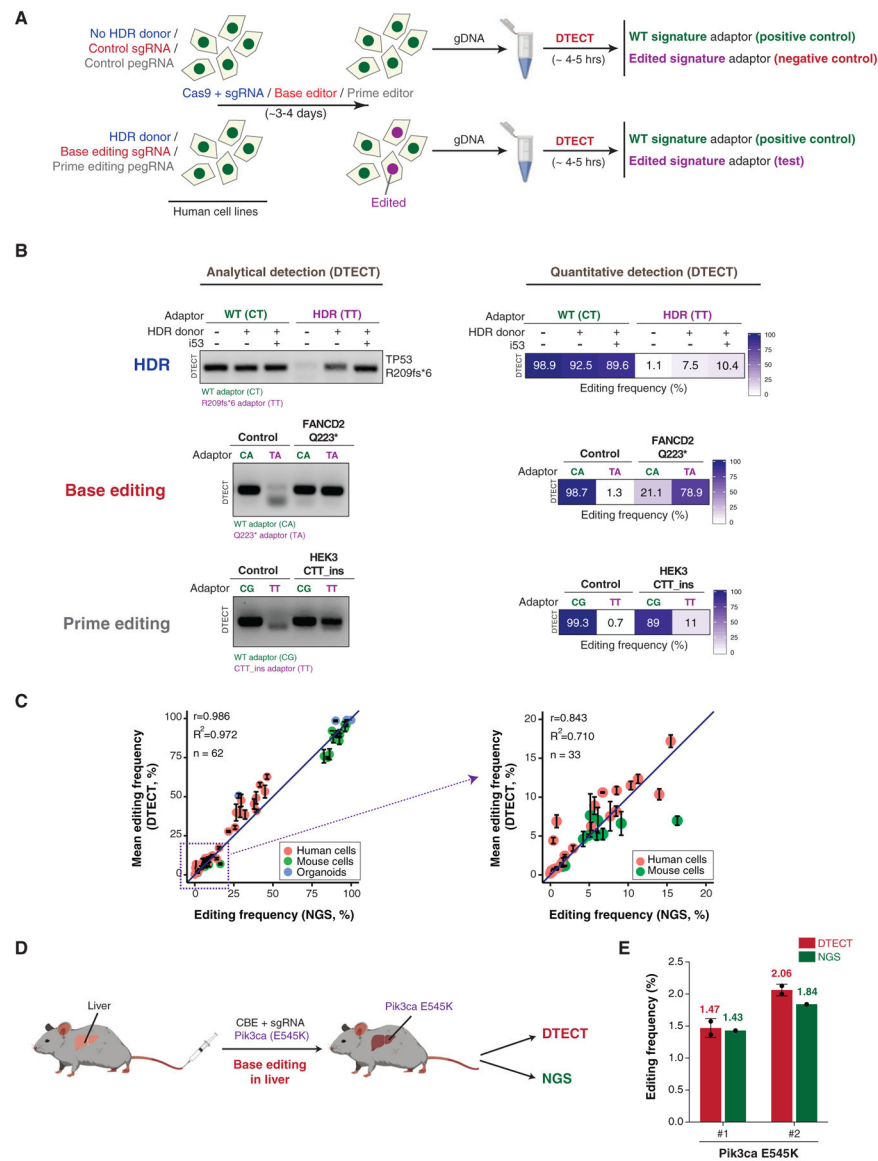 A
No HDR donor /
Control sgRNA /
Control pegRNA
Cas9 + sgRNA / Base editor / Prime editor
(~3-4 days)
gDNA
DTECT
(~ 4-5 hrs)
WT signature adaptor (positive control)
Edited signature adaptor (negative control)
HDR donor /
Base editing sgRNA /
Prime editing pegRNA
Human cell lines
Edited
gDNA
DTECT
(~ 4-5 hrs)
WT signature adaptor (positive control)
Edited signature adaptor (test)
B
Analytical detection (DTECT)
Quantitative detection (DTECT)
HDR
Adaptor WT (CT) HDR (TT)
HDR donor - + + - + +
i53 + +
DTECT
TP53
R209fs*6
WT adaptor (CT)
R209fs*6 adaptor (TT)
Adaptor WT (CT) HDR (TT)
HDR donor - + + - + +
i53 + +
DTECT 98.9 92.5 89.6 1.1 7.5 10.4
Editing frequency (%)
100
75
50
25
0
Base editing
Control FANCD2
Q223*
Adaptor CA TA CA TA
DTECT
WT adaptor (CA)
Q223* adaptor (TA)
Control FANCD2
Q223*
Adaptor CA TA CA TA
DTECT 98.7 1.3 21.1 78.9
Editing frequency (%)
100
75
50
25
0
Prime editing
Control HEK3
CTT_ins
Adaptor CG TT CG TT
DTECT
WT adaptor (CG)
CTT_ins adaptor (TT)
Control HEK3
CTT_ins
Adaptor CG TT CG TT
DTECT 99.3 0.7 89 11
Editing frequency (%)
100
75
50
25
0
C
Mean editing frequency
(DTECT, %)
100
75
50
25
0
r=0.986
R2=0.972
n = 62
Human cells
Mouse cells
Organoids
0 25 50 75 100
Editing frequency (NGS, %)
Mean editing frequency
(DTECT, %)
20
15
10
5
0
r=0.843
R2=0.710
n = 33
Human cells
Mouse cells
0 5 10 15 20
Editing frequency (NGS, %)
D
Liver
CBE + sgRNA
Pik3ca (E545K)
Base editing
in liver
Pik3ca E545K
DTECT
NGS
E
DTECT
NGS
Editing frequency (%)
2.5
2.0
1.5
1.0
0.5
0.0
1.47
1.43
2.06
1.84
#1 #2
Pik3ca E545K